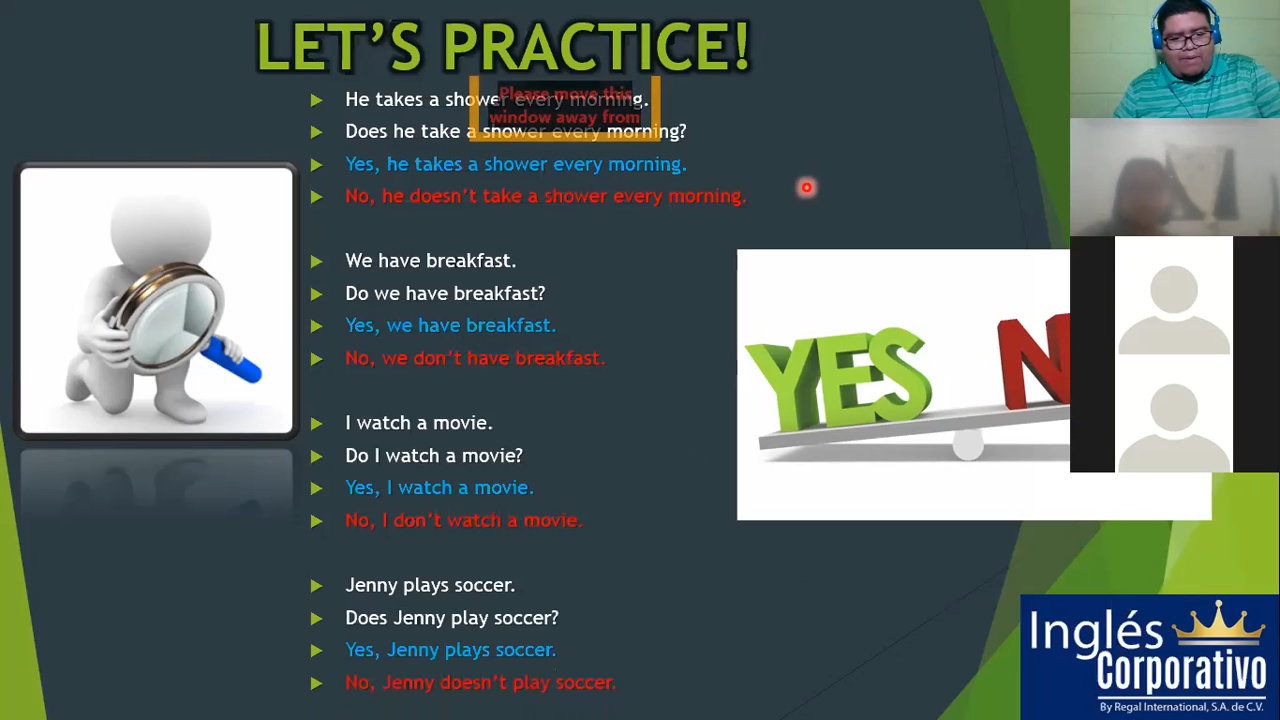 LET'S PRACTICE!
He takes a shower every morning.
Please move this
window away from
Does he take a shower every morning?
Yes, he takes a shower every morning.
No, he doesn't take a shower every morning.
We have breakfast.
Do we have breakfast?
Yes, we have breakfast.
No, we don't have breakfast.
YES
N
I watch a movie.
Do I watch a movie?
Yes, I watch a movie.
No, I don't watch a movie.
Jenny plays soccer.
Does Jenny play soccer?
Yes, Jenny plays soccer.
No, Jenny doesn't play soccer.
Inglés
Corporativo
By Regal International, S.A. de C.V.